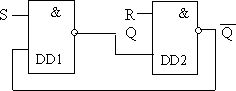 S & R &
Q Q̅
DD1 DD2